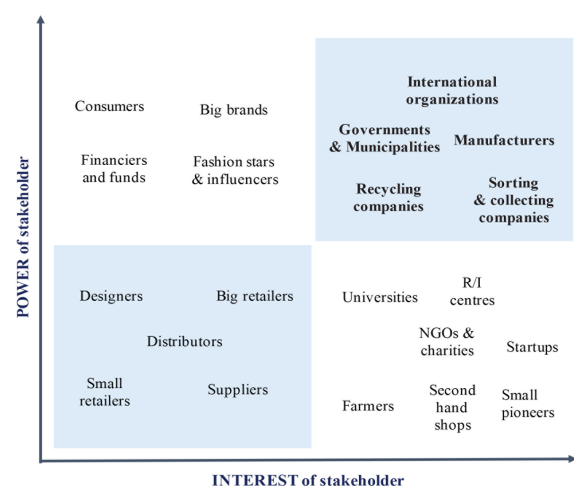 POWER of stakeholder
Consumers
Big brands
Financiers
and funds
Fashion stars
& influencers
International
organizations
Governments
& Municipalities
Manufacturers
Recycling
companies
Sorting
& collecting
companies
Designers
Big retailers
Distributors
Small
retailers
Suppliers
Universities
R/I
centres
NGOs &
charities
Startups
Farmers
Second
hand
shops
Small
pioneers
INTEREST of stakeholder